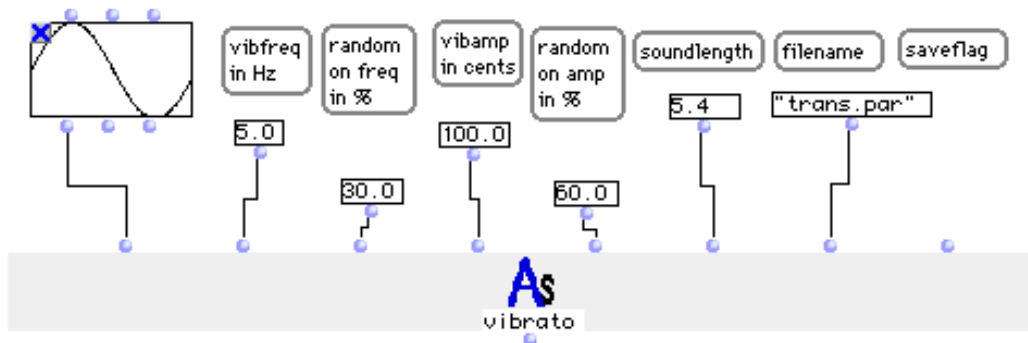 vibfreq
in Hz
random
on freq
in %
vibamp
in cents
random
on amp
in %
soundlength
filename
saveflag
5.0
100.0
5.4
"trans.par"
30.0
60.0
As
vibrato